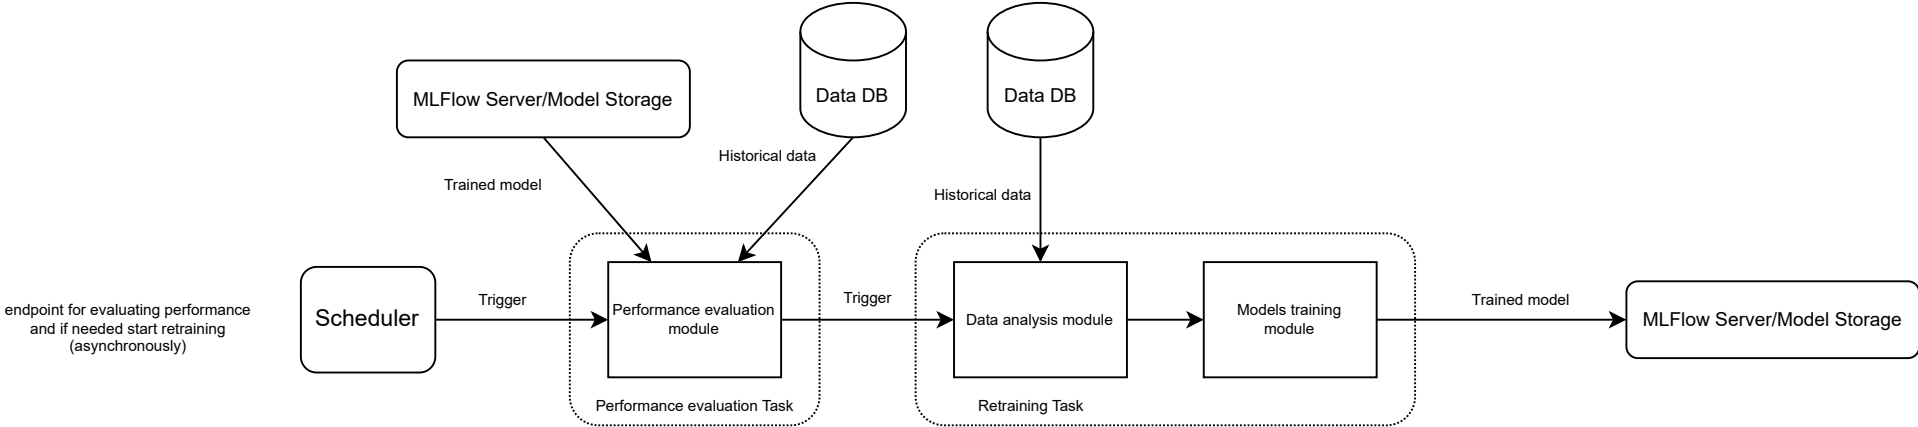 Data DB
Data DB
MLFlow Server/Model Storage
Historical data
Trained model
Historical data
endpoint for evaluating performance
and if needed start retraining
(asynchronously)
Scheduler
Trigger
Performance evaluation
module
Trigger
Data analysis module
Models training
module
Trained model
MLFlow Server/Model Storage
Performance evaluation Task
Retraining Task